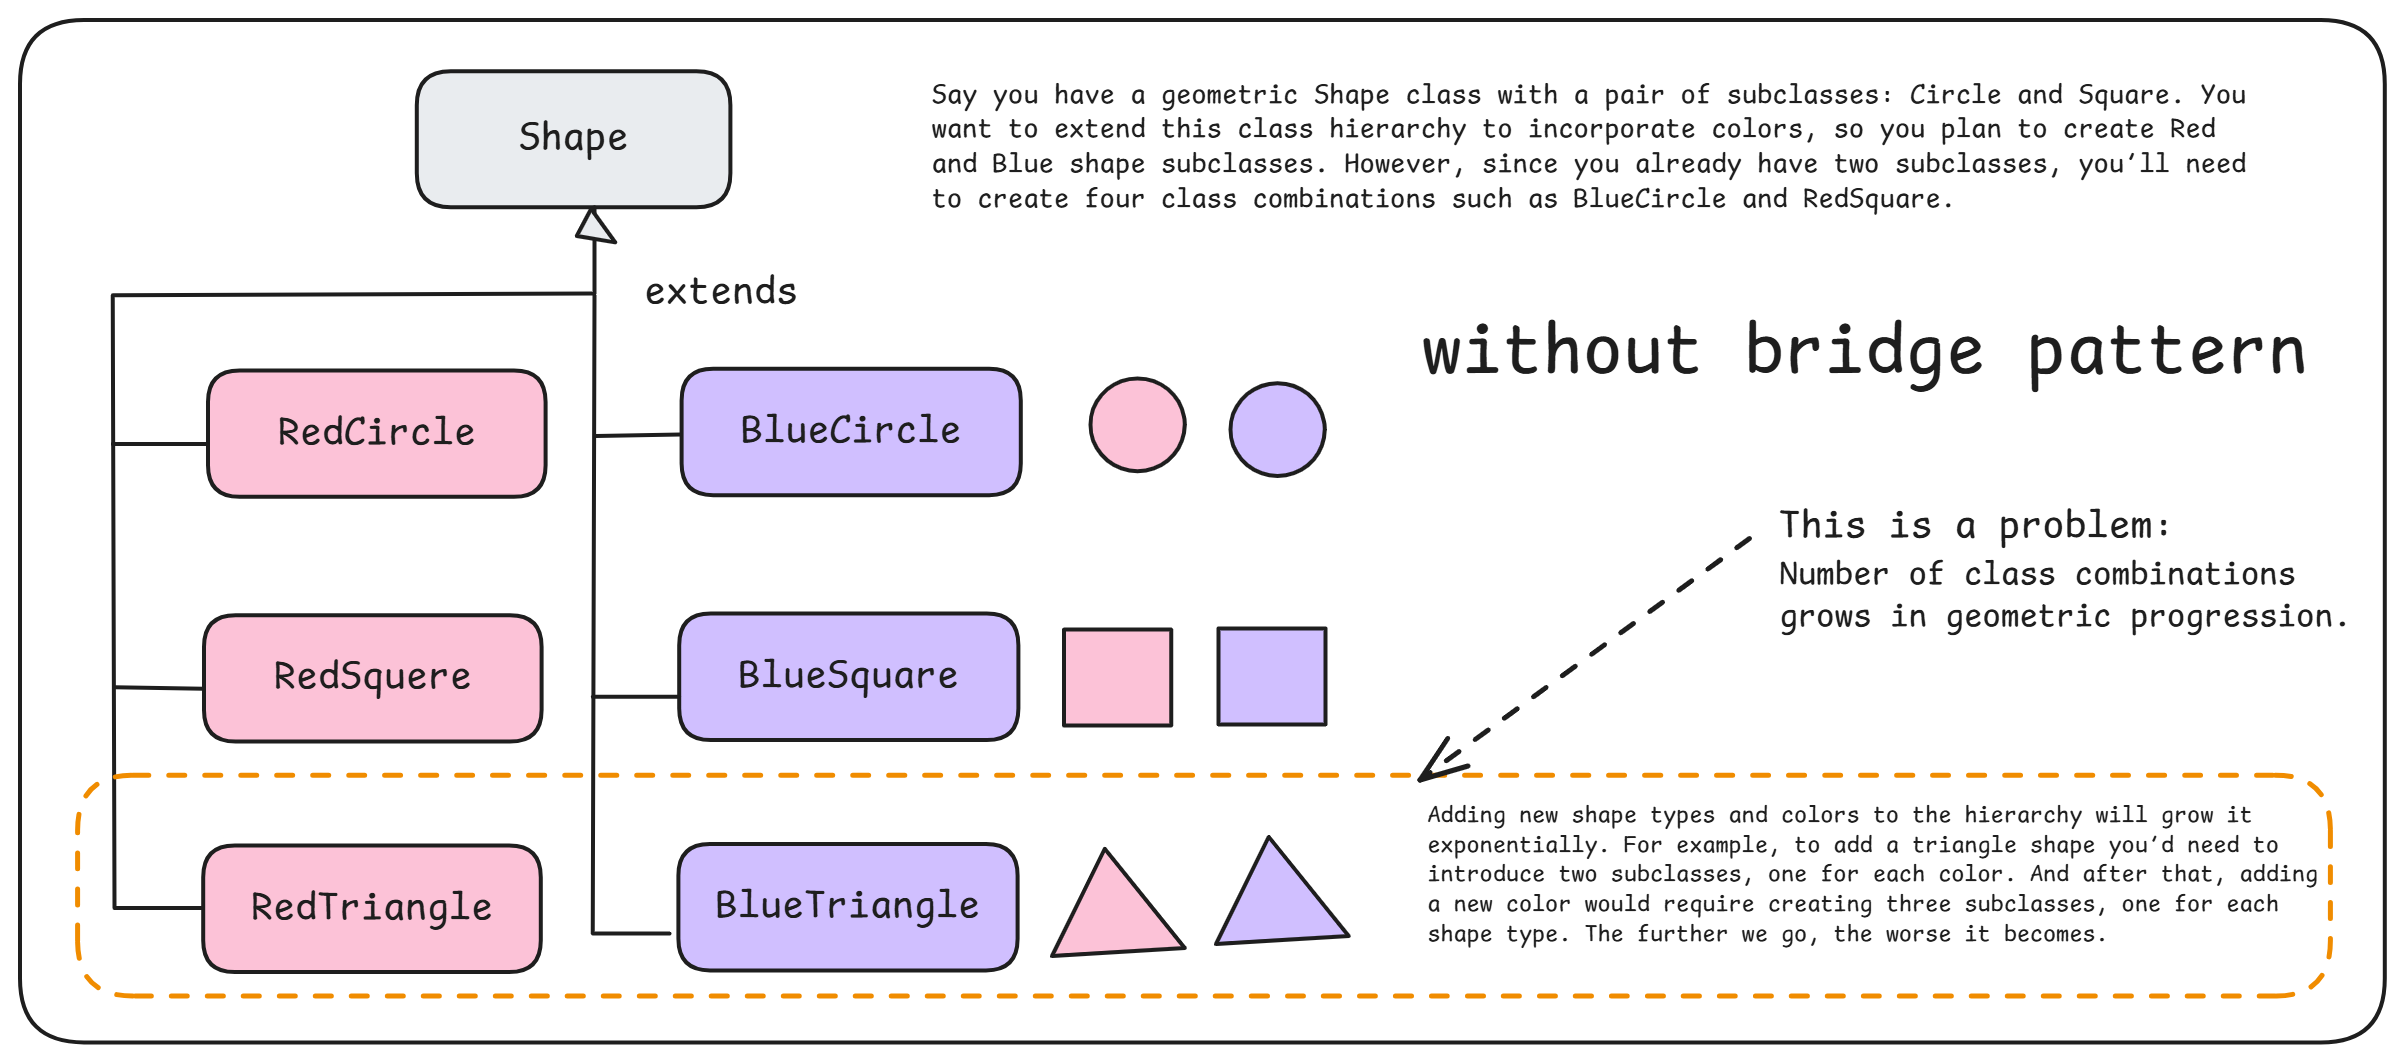 Shape
Say you have a geometric Shape class with a pair of subclasses: Circle and Square. You
want to extend this class hierarchy to incorporate colors, so you plan to create Red
and Blue shape subclasses. However, since you already have two subclasses, you’ll need
to create four class combinations such as BlueCircle and RedSquare.
extends
without bridge pattern
RedCircle
BlueCircle
This is a problem:
Number of class combinations
grows in geometric progression.
RedSquere
BlueSquare
Adding new shape types and colors to the hierarchy will grow it
exponentially. For example, to add a triangle shape you’d need to
introduce two subclasses, one for each color. And after that, adding
a new color would require creating three subclasses, one for each
shape type. The further we go, the worse it becomes.
RedTriangle
BlueTriangle